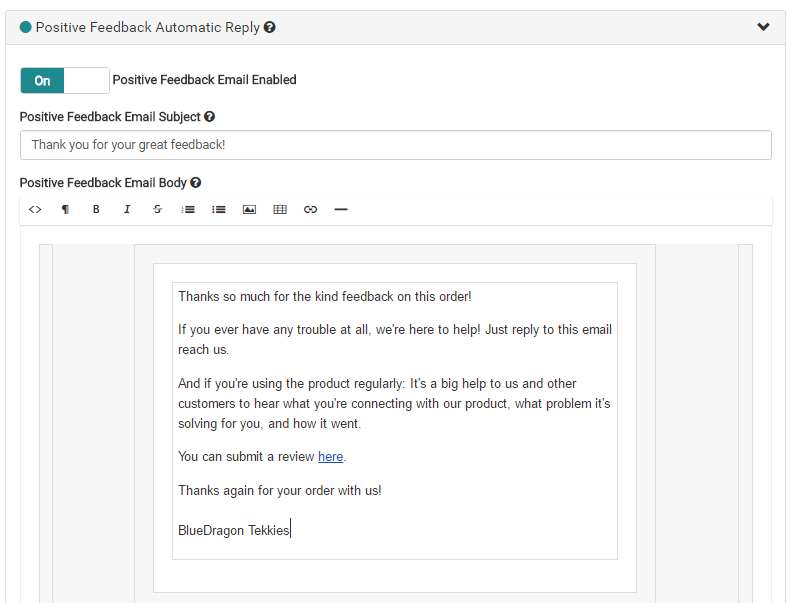 Positive Feedback Automatic Reply
On Positive Feedback Email Enabled
Positive Feedback Email Subject
Thank you for your great feedback!
Positive Feedback Email Body
<> ¶ B I S
Thanks so much for the kind feedback on this order!
If you ever have any trouble at all, we're here to help! Just reply to this email
reach us.
And if you're using the product regularly: It's a big help to us and other
customers to hear what you're connecting with our product, what problem it's
solving for you, and how it went.
You can submit a review here.
Thanks again for your order with us!
BlueDragon Tekkies